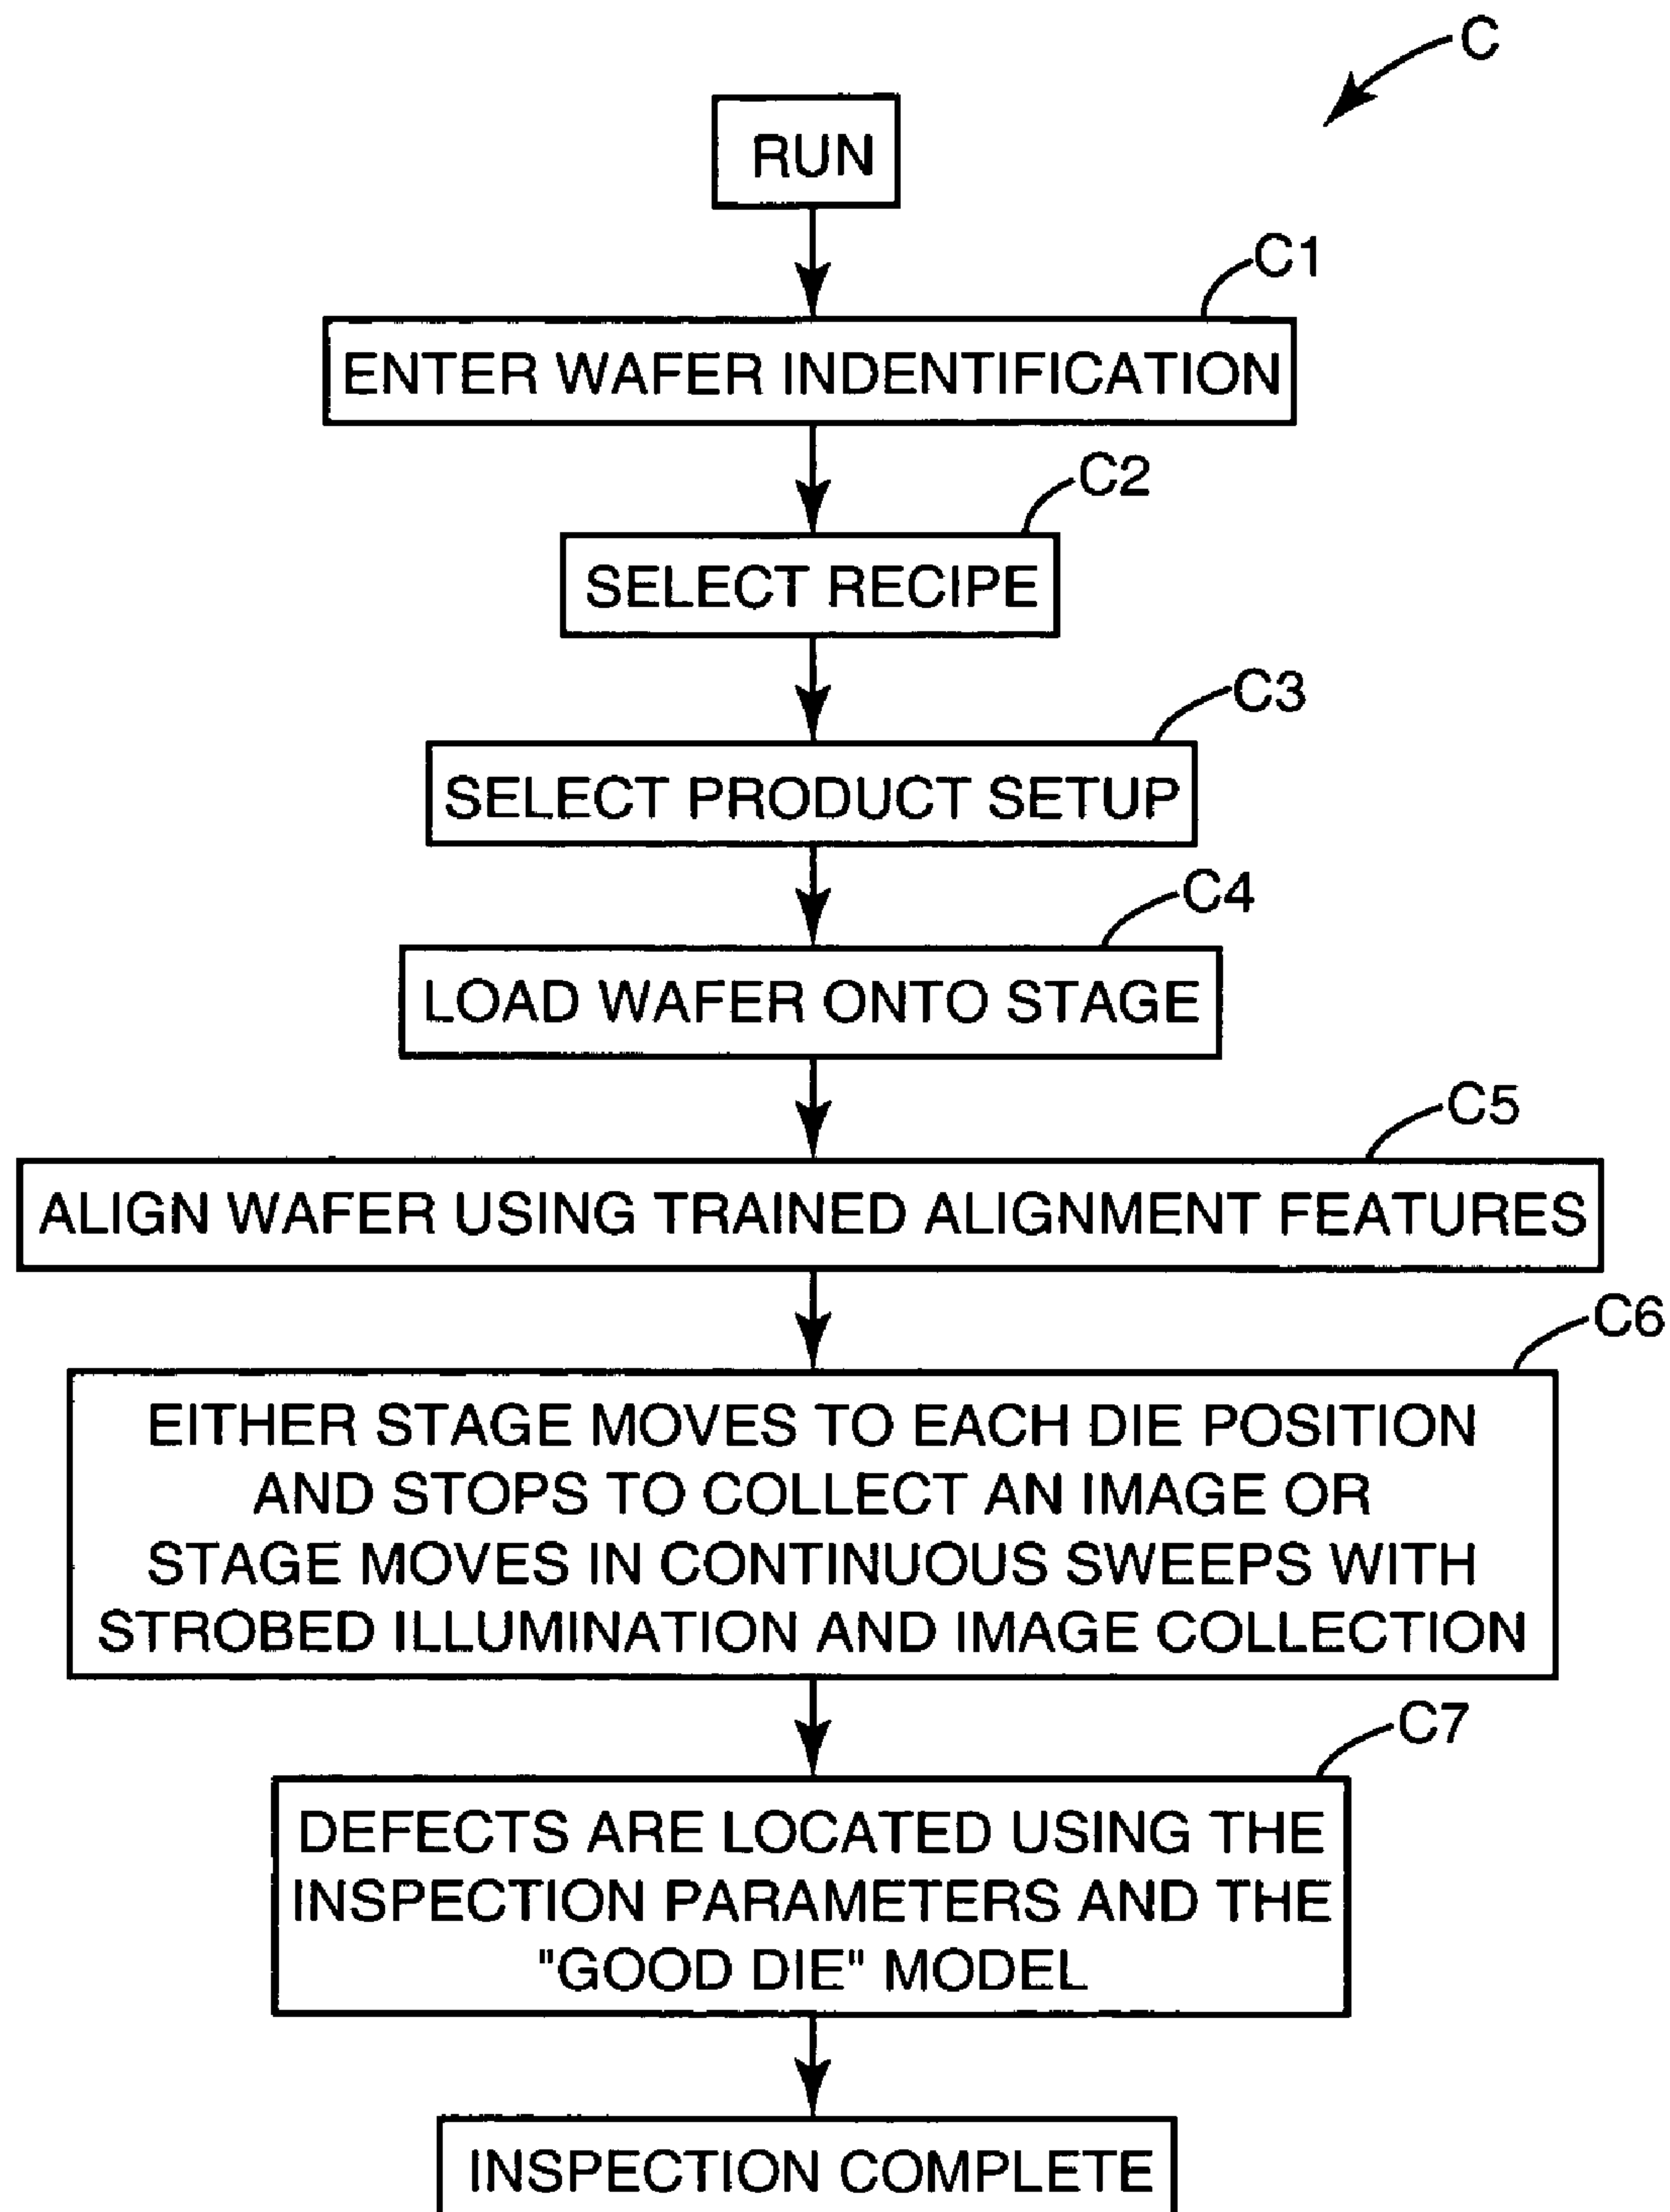 C
RUN
C1
ENTER WAFER INDENTIFICATION
C2
SELECT RECIPE
C3
SELECT PRODUCT SETUP
C4
LOAD WAFER ONTO STAGE
C5
ALIGN WAFER USING TRAINED ALIGNMENT FEATURES
C6
EITHER STAGE MOVES TO EACH DIE POSITION
AND STOPS TO COLLECT AN IMAGE OR
STAGE MOVES IN CONTINUOUS SWEEPS WITH
STROBED ILLUMINATION AND IMAGE COLLECTION
C7
DEFECTS ARE LOCATED USING THE
INSPECTION PARAMETERS AND THE
"GOOD DIE" MODEL
INSPECTION COMPLETE